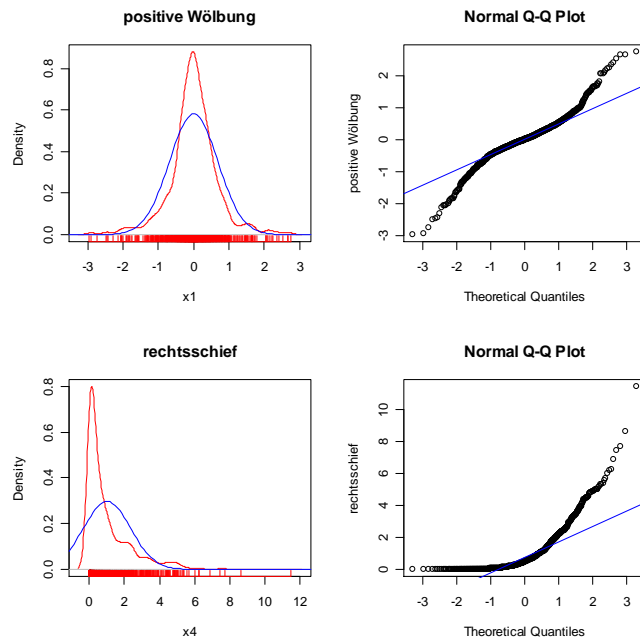 positive Wölbung
Density
0.0 0.2 0.4 0.6 0.8
-3 -2 -1 0 1 2 3
x1
Normal Q-Q Plot
positive Wölbung
-3 -2 -1 0 1 2
-3 -2 -1 0 1 2 3
Theoretical Quantiles
rechtsschief
Density
0.0 0.2 0.4 0.6 0.8
0 2 4 6 8 10 12
x4
Normal Q-Q Plot
rechtsschief
0 2 4 6 8 10
-3 -2 -1 0 1 2 3
Theoretical Quantiles